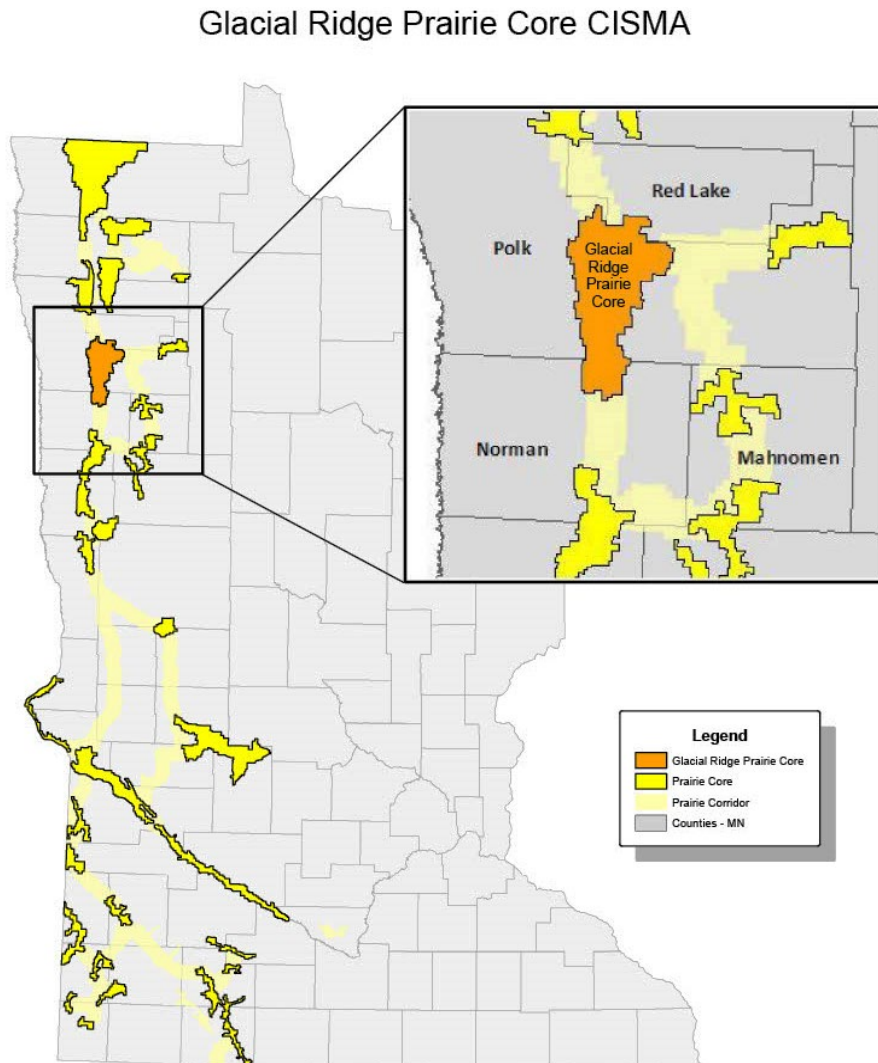 Glacial Ridge Prairie Core CISMA
Red Lake
Polk
Glacial
Ridge
Prairie
Core
Norman
Mahnomen
Legend
Glacial Ridge Prairie Core
Prairie Core
Prairie Corridor
Counties - MN